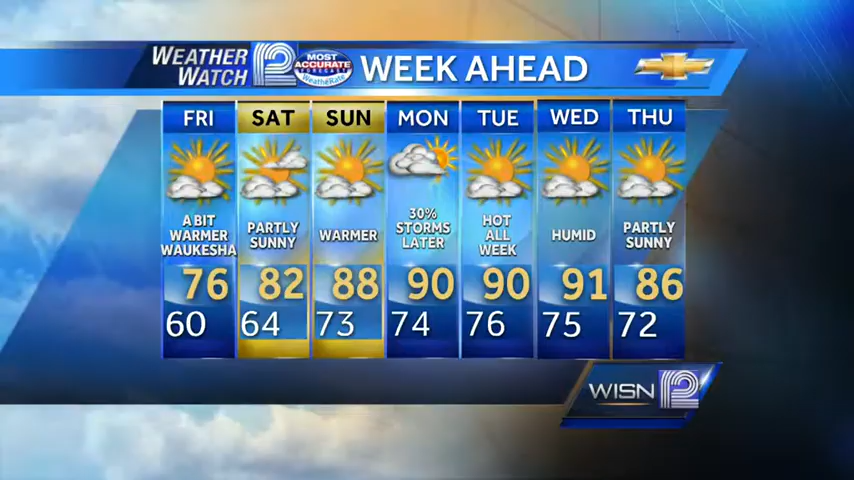 WEATHER WATCH 12
MOST ACCURATE FORECAST
WeatheRate
WEEK AHEAD
FRI SAT SUN MON TUE WED THU
A BIT WARMER WAUKESHA
PARTLY SUNNY
WARMER
30% STORMS LATER
HOT ALL WEEK
HUMID
PARTLY SUNNY
76 82 88 90 90 91 86
60 64 73 74 76 75 72
WISN 12